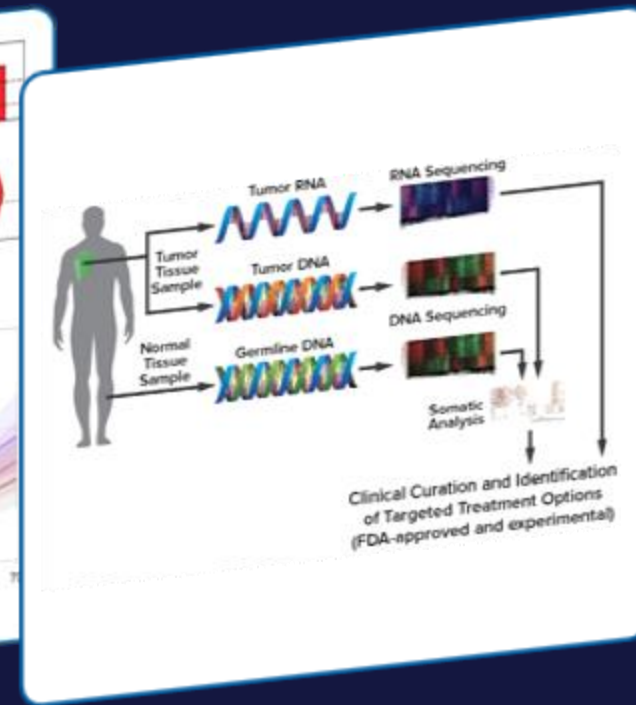 Tumor RNA
RNA Sequencing
Tumor
Tissue
Sample
Tumor DNA
DNA Sequencing
Normal
Tissue
Sample
Germline DNA
Somatic
Analysis
Clinical Curation and Identification
of Targeted Treatment Options
(FDA-approved and experimental)